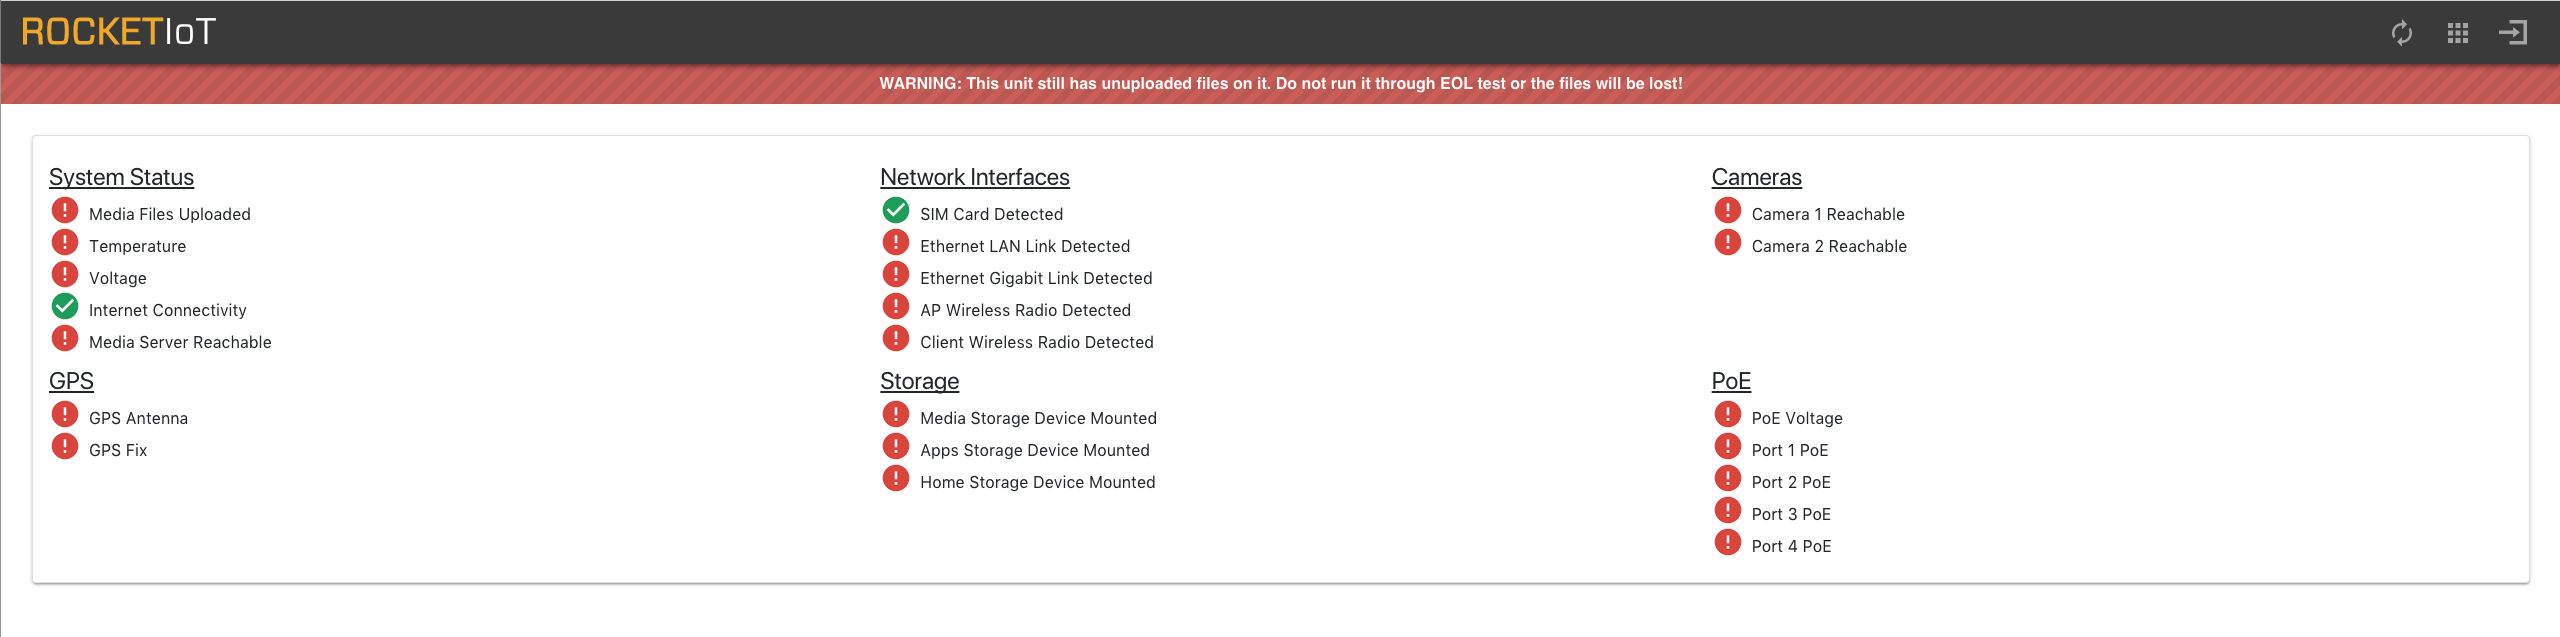 ROCKETIoT
WARNING: This unit still has unuploaded files on it. Do not run it through EOL test or the files will be lost!
System Status
Media Files Uploaded
Temperature
Voltage
Internet Connectivity
Media Server Reachable
Network Interfaces
SIM Card Detected
Ethernet LAN Link Detected
Ethernet Gigabit Link Detected
AP Wireless Radio Detected
Client Wireless Radio Detected
Cameras
Camera 1 Reachable
Camera 2 Reachable
GPS
GPS Antenna
GPS Fix
Storage
Media Storage Device Mounted
Apps Storage Device Mounted
Home Storage Device Mounted
PoE
PoE Voltage
Port 1 PoE
Port 2 PoE
Port 3 PoE
Port 4 PoE